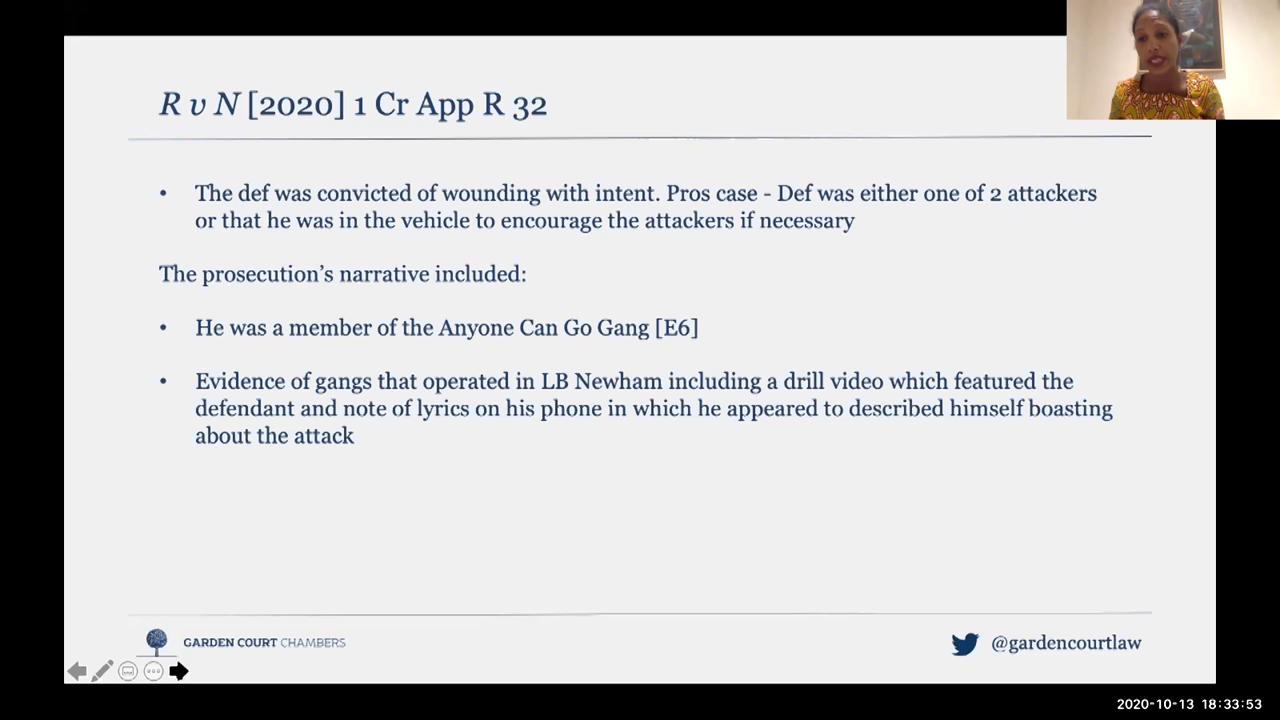 R v N [2020] 1 Cr App R 32
• The def was convicted of wounding with intent. Pros case - Def was either one of 2 attackers
or that he was in the vehicle to encourage the attackers if necessary
The prosecution’s narrative included:
• He was a member of the Anyone Can Go Gang [E6]
• Evidence of gangs that operated in LB Newham including a drill video which featured the
defendant and note of lyrics on his phone in which he appeared to described himself boasting
about the attack
GARDEN COURT CHAMBERS
@gardencourtlaw
2020-10-13 18:33:53